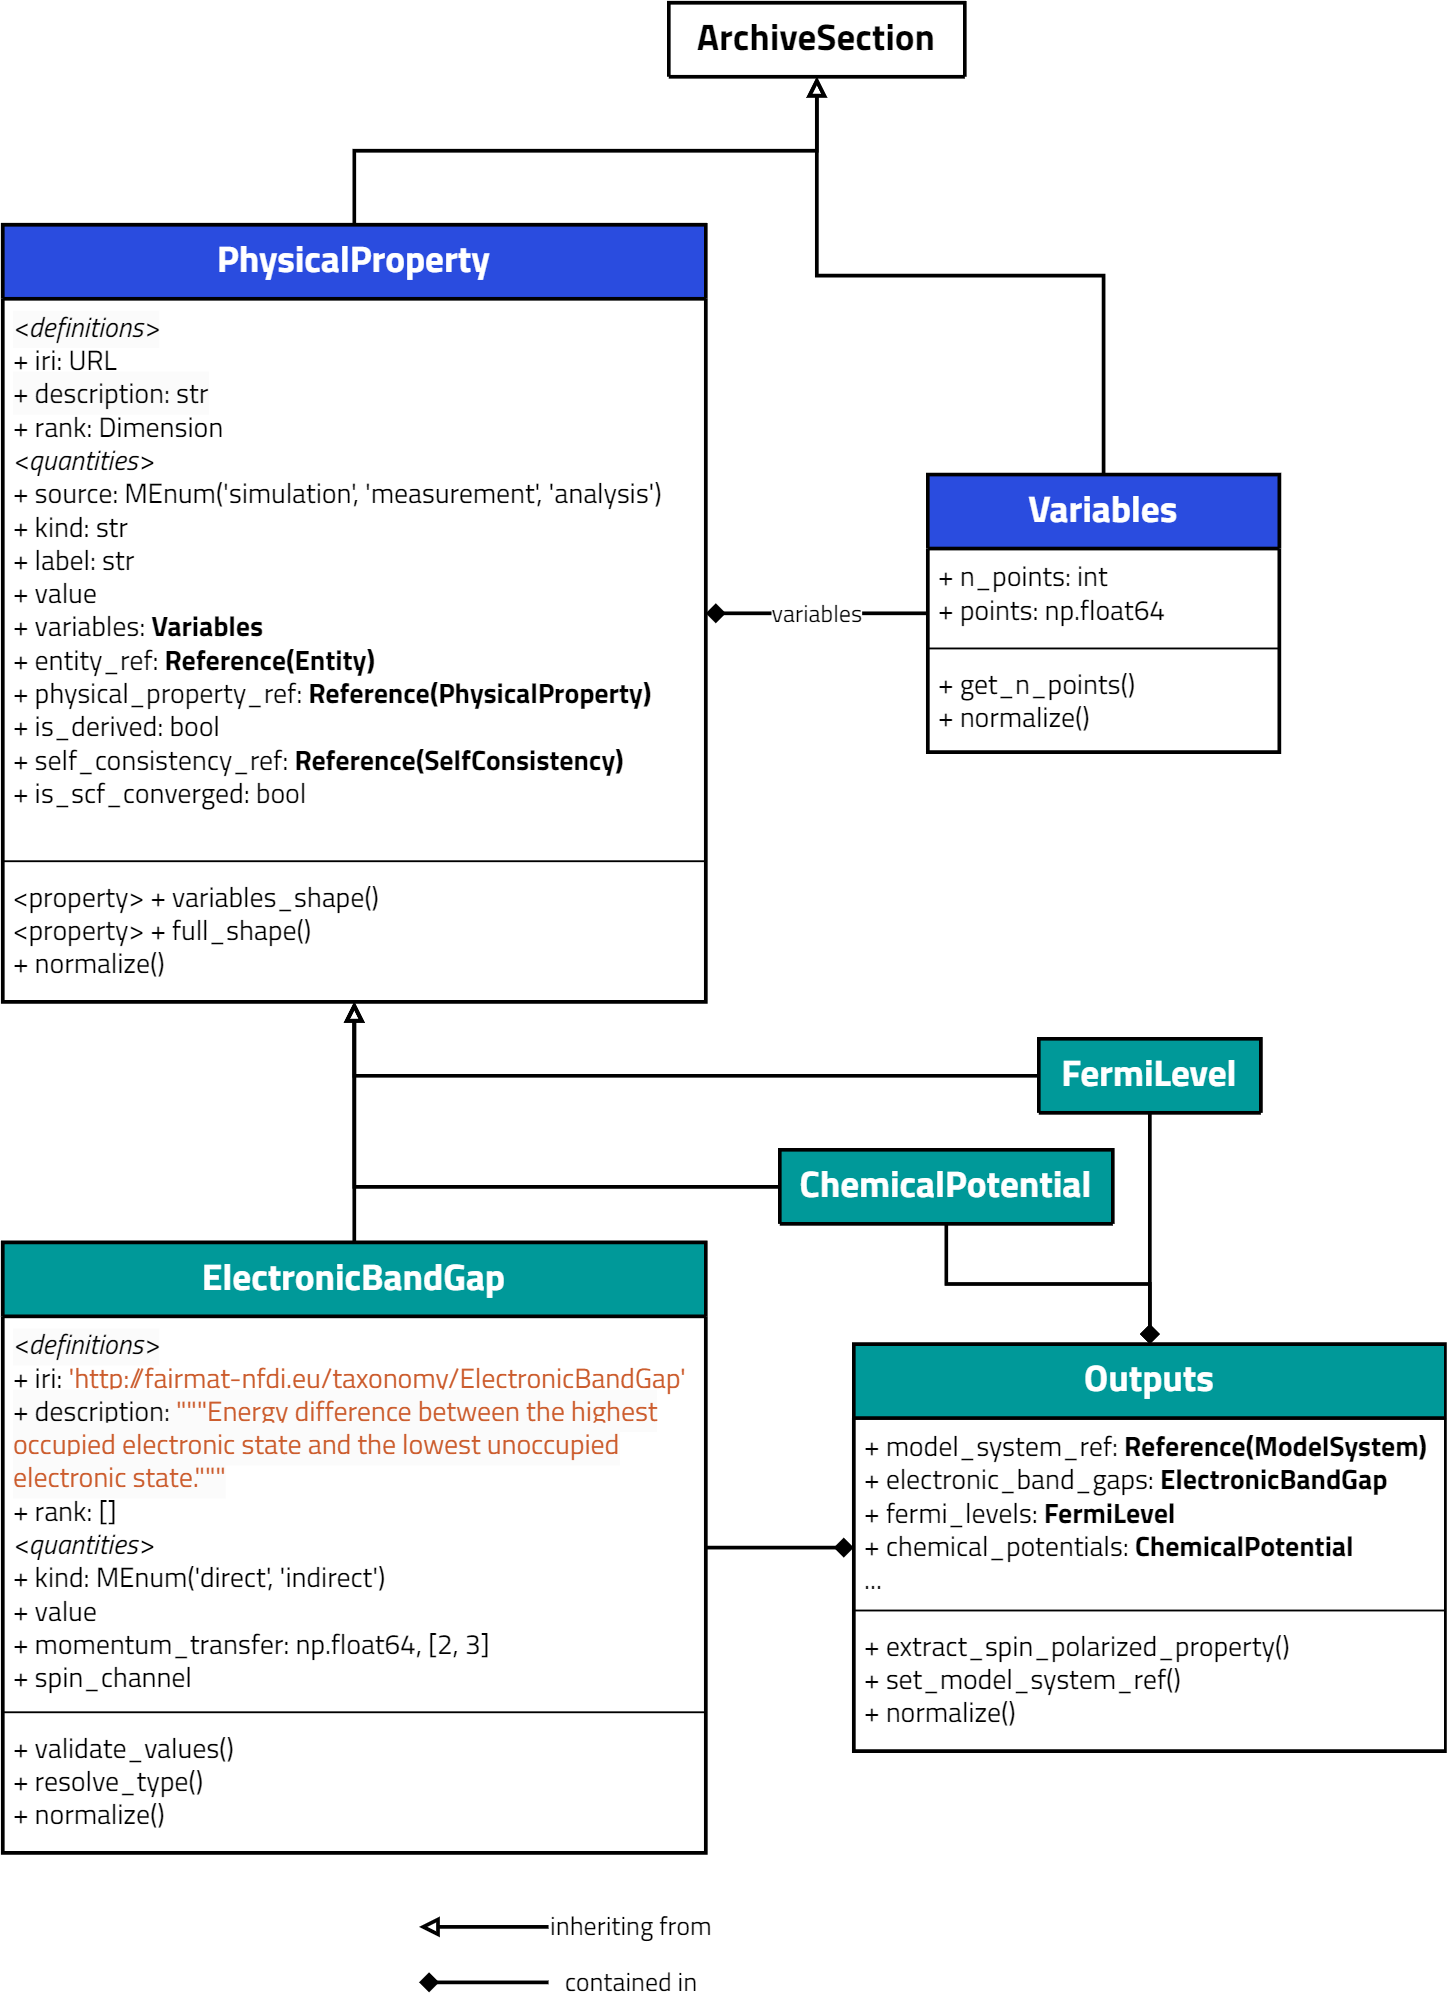 ArchiveSection
PhysicalProperty
<definitions>
+ iri: URL
+ description: str
+ rank: Dimension
<quantities>
+ source: MEnum('simulation', 'measurement', 'analysis')
+ kind: str
+ label: str
+ value
+ variables: Variables
+ entity_ref: Reference(Entity)
+ physical_property_ref: Reference(PhysicalProperty)
+ is_derived: bool
+ self_consistency_ref: Reference(SelfConsistency)
+ is_scf_converged: bool
<property> + variables_shape()
<property> + full_shape()
+ normalize()
variables
Variables
+ n_points: int
+ points: np.float64
+ get_n_points()
+ normalize()
FermiLevel
ChemicalPotential
ElectronicBandGap
<definitions>
+ iri: 'http://fairmat-nfdi.eu/taxonomy/ElectronicBandGap'
+ description: """Energy difference between the highest
occupied electronic state and the lowest unoccupied
electronic state."""
+ rank: []
<quantities>
+ kind: MEnum('direct', 'indirect')
+ value
+ momentum_transfer: np.float64, [2, 3]
+ spin_channel
+ validate_values()
+ resolve_type()
+ normalize()
Outputs
+ model_system_ref: Reference(ModelSystem)
+ electronic_band_gaps: ElectronicBandGap
+ fermi_levels: FermiLevel
+ chemical_potentials: ChemicalPotential
...
+ extract_spin_polarized_property()
+ set_model_system_ref()
+ normalize()
inheriting from
contained in